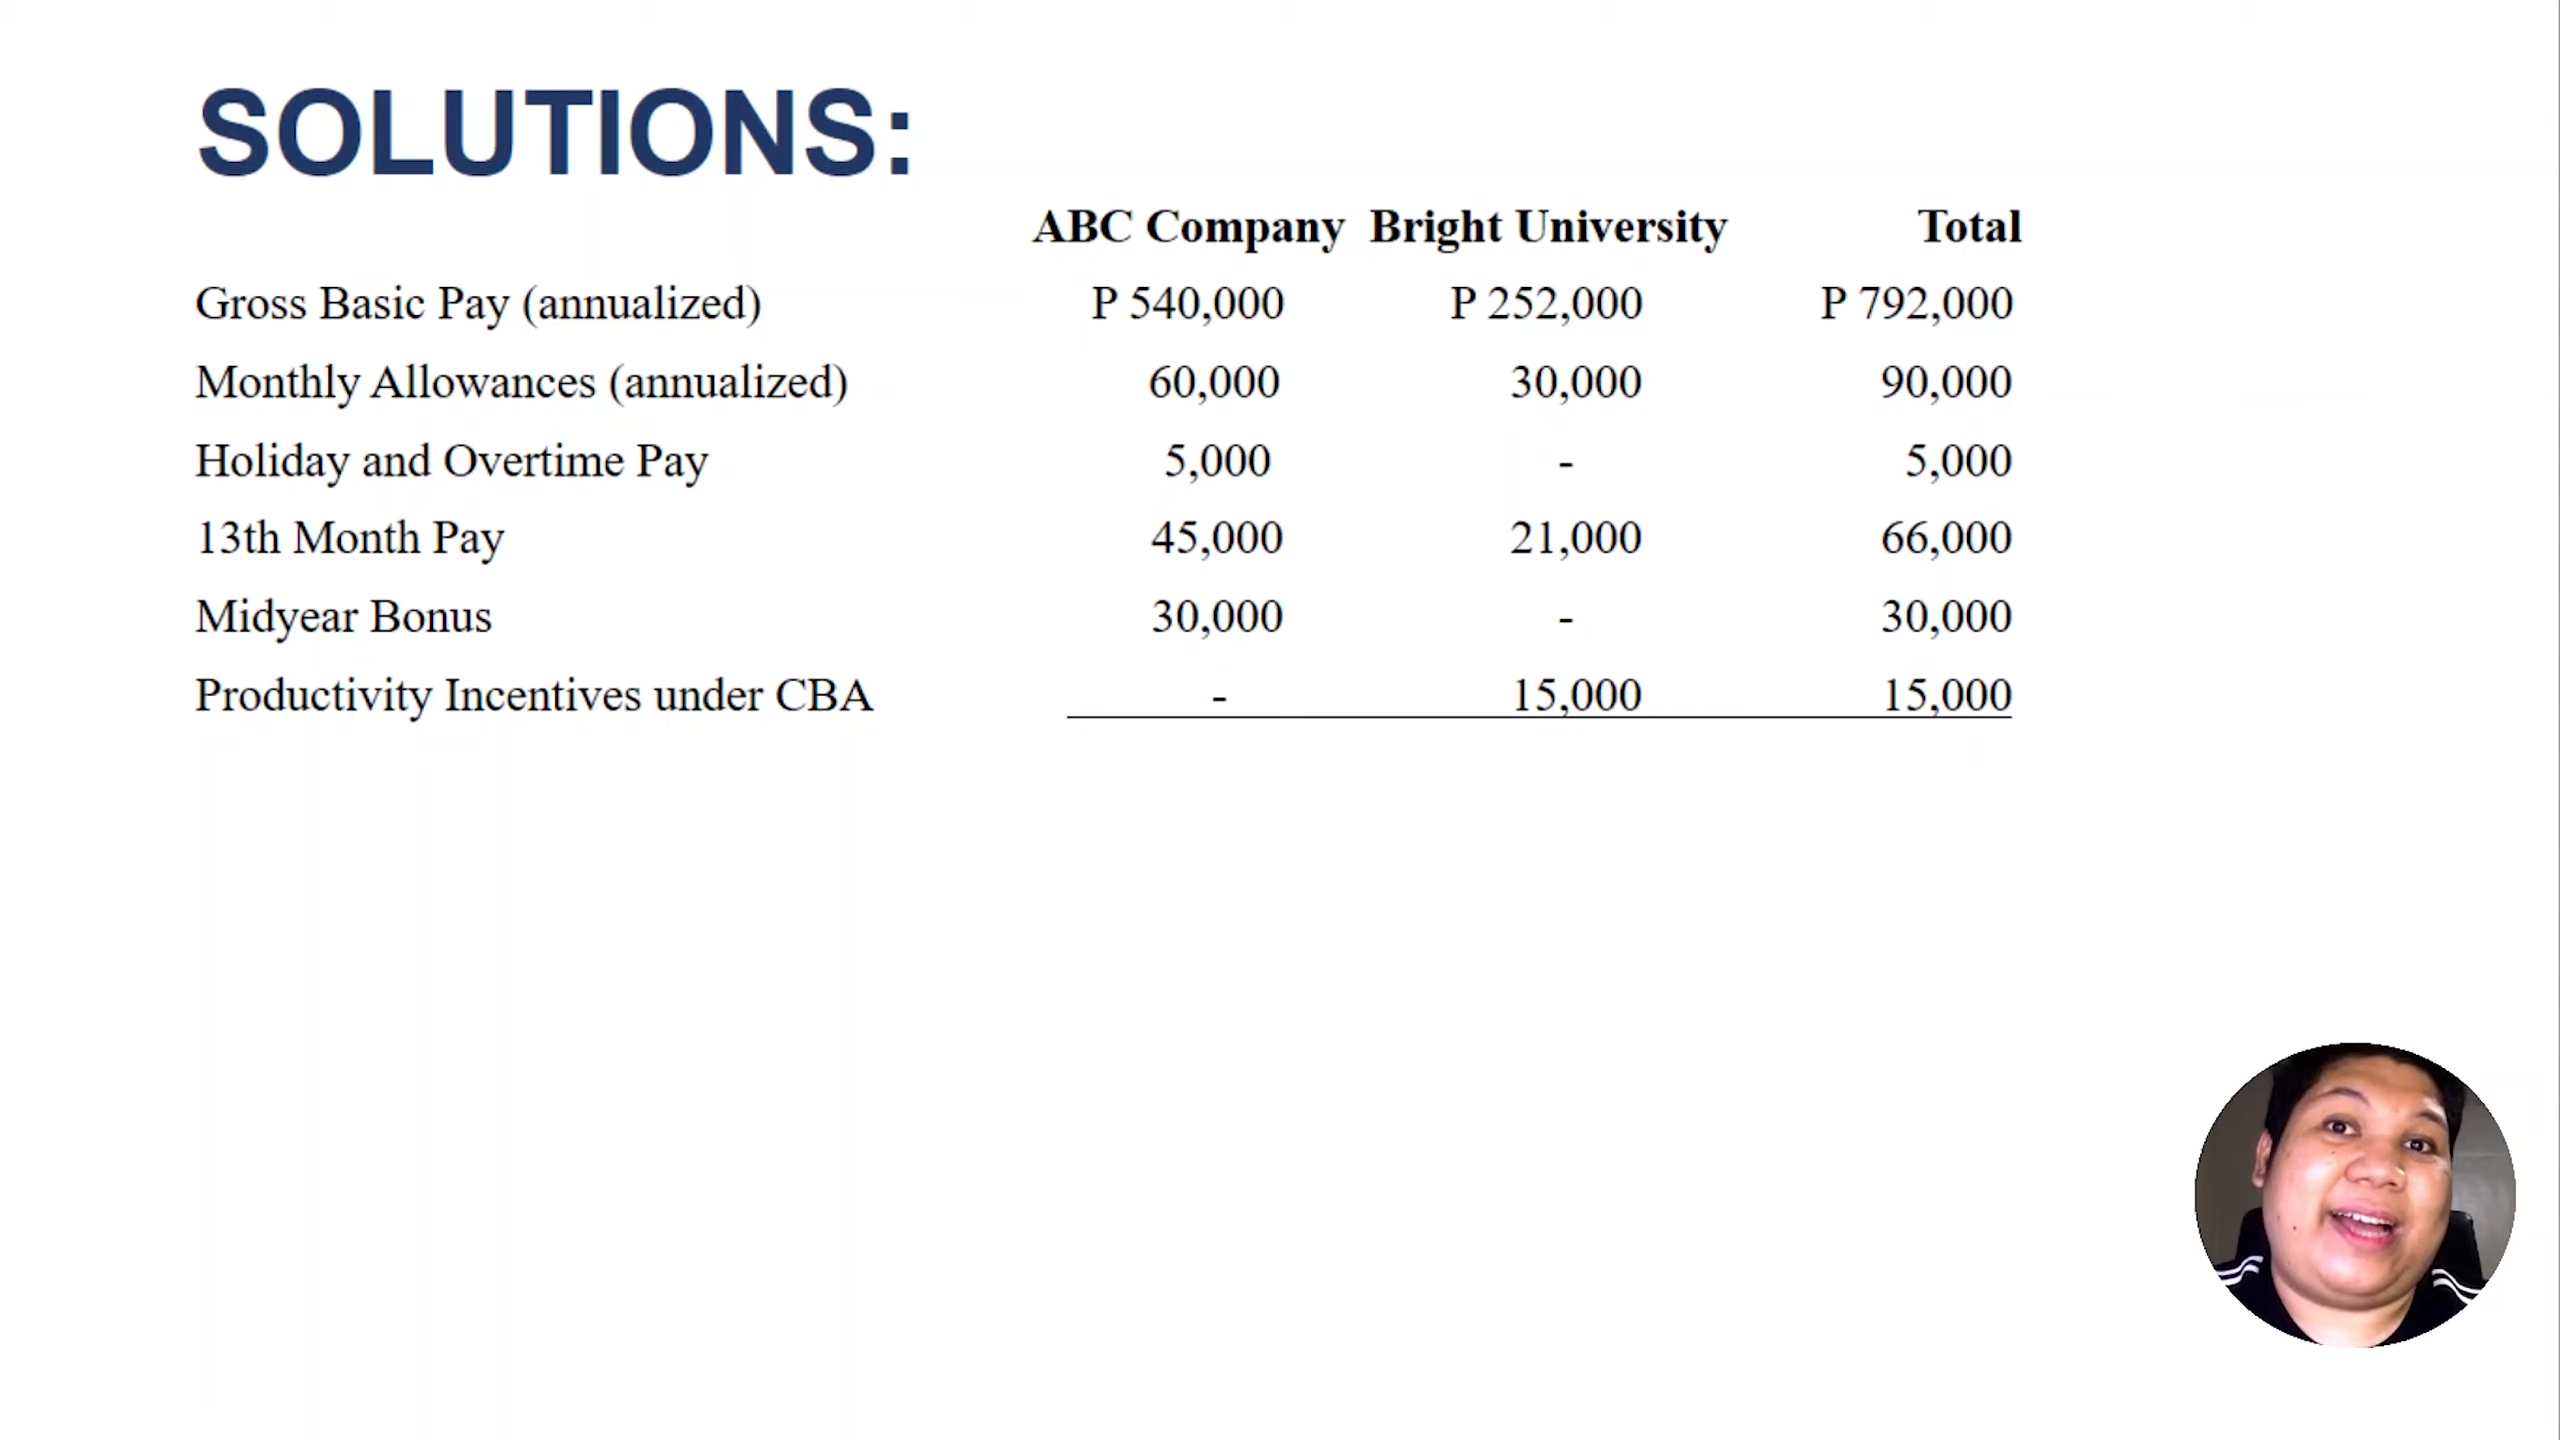 SOLUTIONS:
ABC Company Bright University Total
Gross Basic Pay (annualized) P 540,000 P 252,000 P 792,000
Monthly Allowances (annualized) 60,000 30,000 90,000
Holiday and Overtime Pay 5,000 - 5,000
13th Month Pay 45,000 21,000 66,000
Midyear Bonus 30,000 - 30,000
Productivity Incentives under CBA - 15,000 15,000